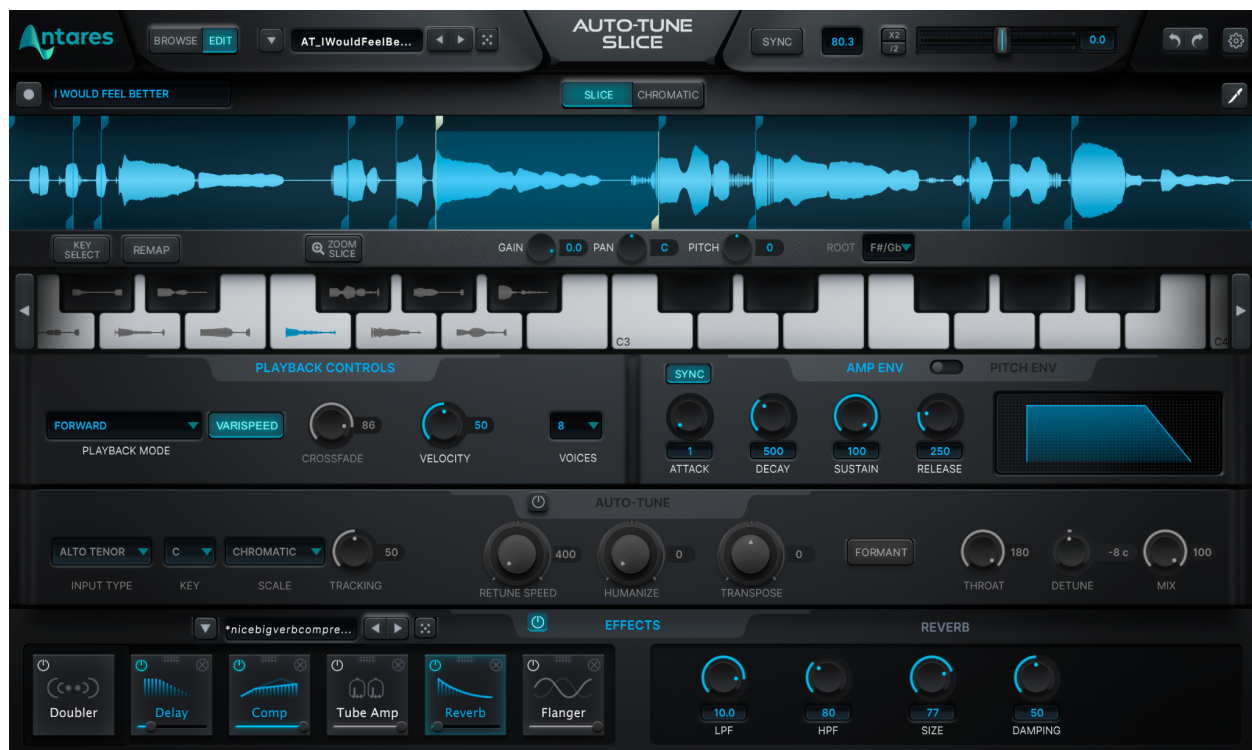 Antares
BROWSE EDIT
AT_IWouldFeelBe...
AUTO-TUNE
SLICE
SYNC
80.3
X2
/2
0.0
I WOULD FEEL BETTER
SLICE CHROMATIC
KEY
SELECT
REMAP
ZOOM
SLICE
GAIN 0.0 PAN C PITCH 0
ROOT F#/Gb
C3
C4
PLAYBACK CONTROLS
FORWARD
PLAYBACK MODE
VARISPEED
86
CROSSFADE
50
VELOCITY
8
VOICES
SYNC
AMP ENV
PITCH ENV
1
ATTACK
500
DECAY
100
SUSTAIN
250
RELEASE
AUTO-TUNE
ALTO TENOR
INPUT TYPE
C
KEY
CHROMATIC
SCALE
50
TRACKING
400
RETUNE SPEED
0
HUMANIZE
0
TRANSPOSE
FORMANT
180
THROAT
-8 c
DETUNE
100
MIX
*nicebigverbcompre...
EFFECTS
REVERB
Doubler
Delay
Comp
Tube Amp
Reverb
Flanger
10.0
LPF
80
HPF
77
SIZE
50
DAMPING